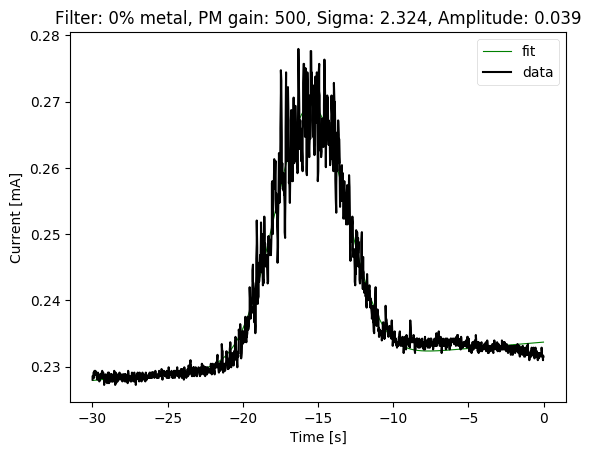 Filter: 0% metal, PM gain: 500, Sigma: 2.324, Amplitude: 0.039
0.28
0.27
0.26
0.25
0.24
0.23
Current [mA]
fit
data
−30
−25
−20
−15
−10
−5
0
Time [s]